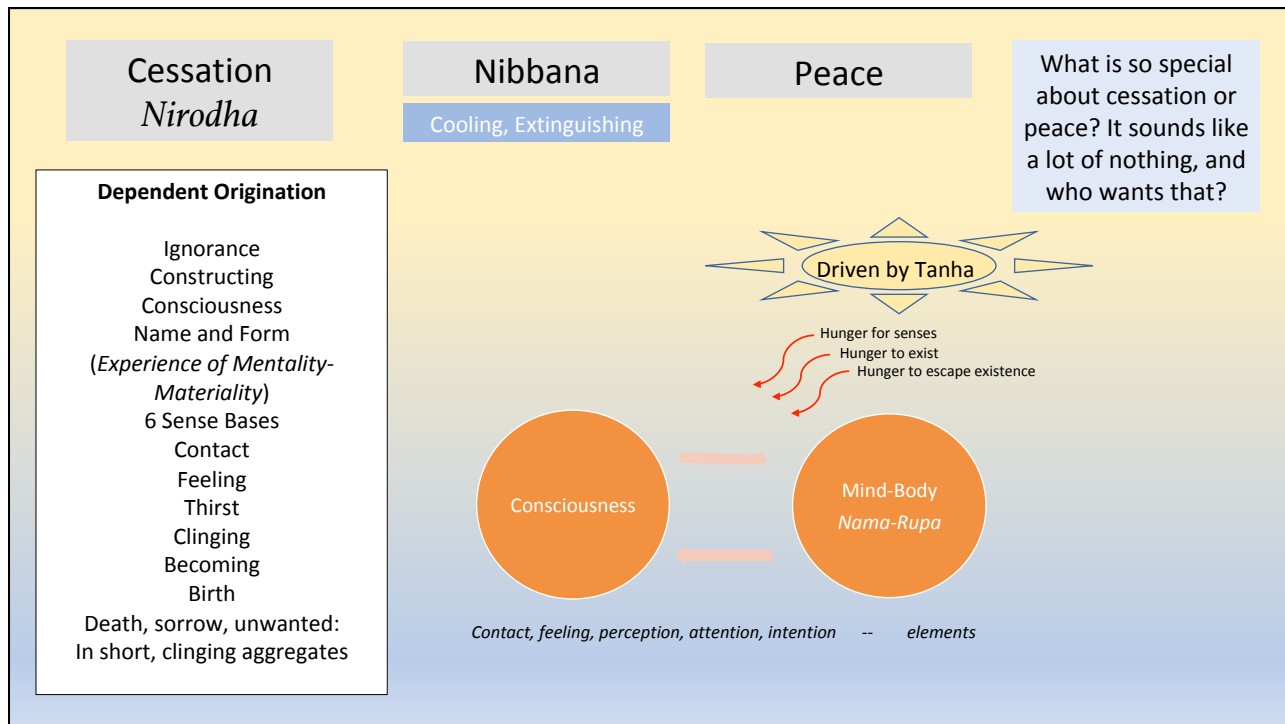 Cessation
Nirodha
Nibbana
Cooling, Extinguishing
Peace
What is so special
about cessation or
peace? It sounds like
a lot of nothing, and
who wants that?
Dependent Origination
Ignorance
Constructing
Consciousness
Name and Form
(Experience of Mentality-
Materiality)
6 Sense Bases
Contact
Feeling
Thirst
Clinging
Becoming
Birth
Death, sorrow, unwanted:
In short, clinging aggregates
Driven by Tanha
Hunger for senses
Hunger to exist
Hunger to escape existence
Consciousness
Mind-Body
Nama-Rupa
Contact, feeling, perception, attention, intention -- elements